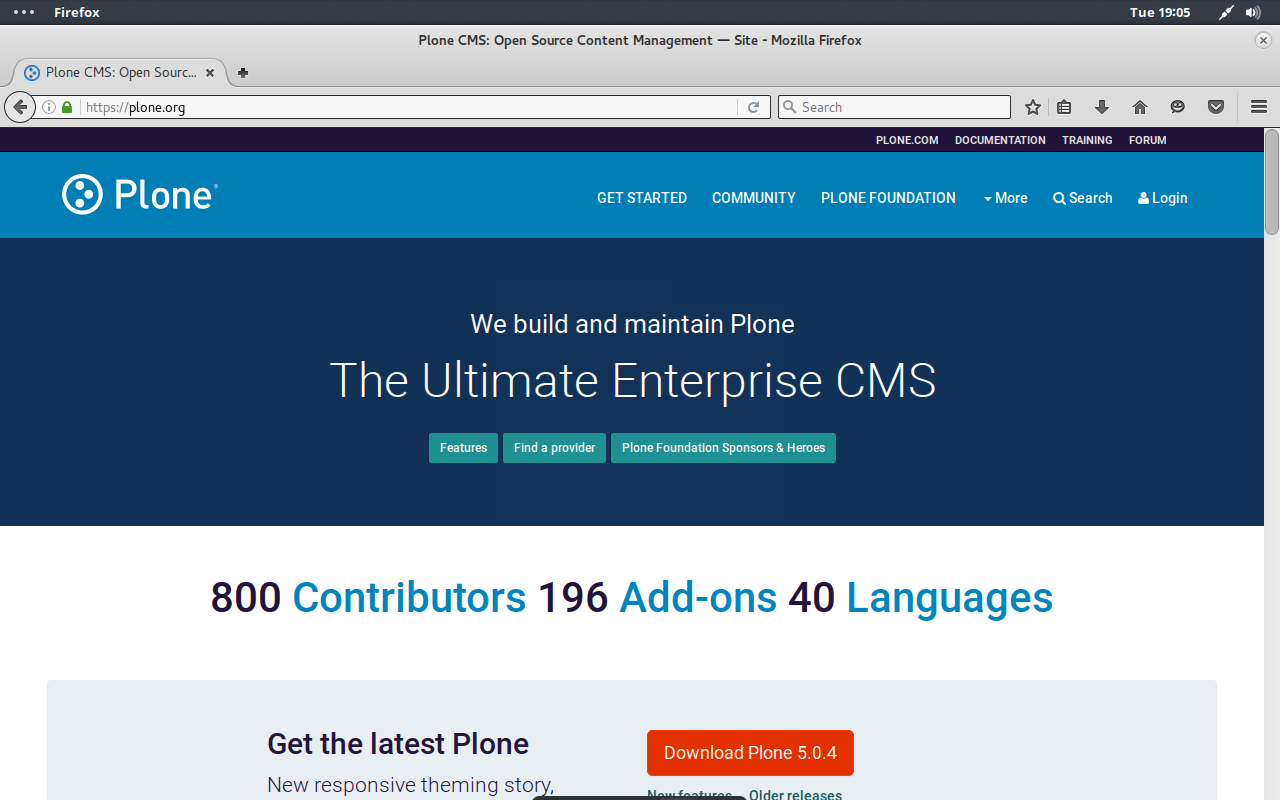 Firefox Tue 19:05
Plone CMS: Open Source Content Management — Site - Mozilla Firefox
Plone CMS: Open Sourc...
https://plone.org Search
PLONE.COM DOCUMENTATION TRAINING FORUM
Plone® GET STARTED COMMUNITY PLONE FOUNDATION More Search Login
We build and maintain Plone
The Ultimate Enterprise CMS
Features Find a provider Plone Foundation Sponsors & Heroes
800 Contributors 196 Add-ons 40 Languages
Get the latest Plone
Download Plone 5.0.4
New responsive theming story,
New features Older releases